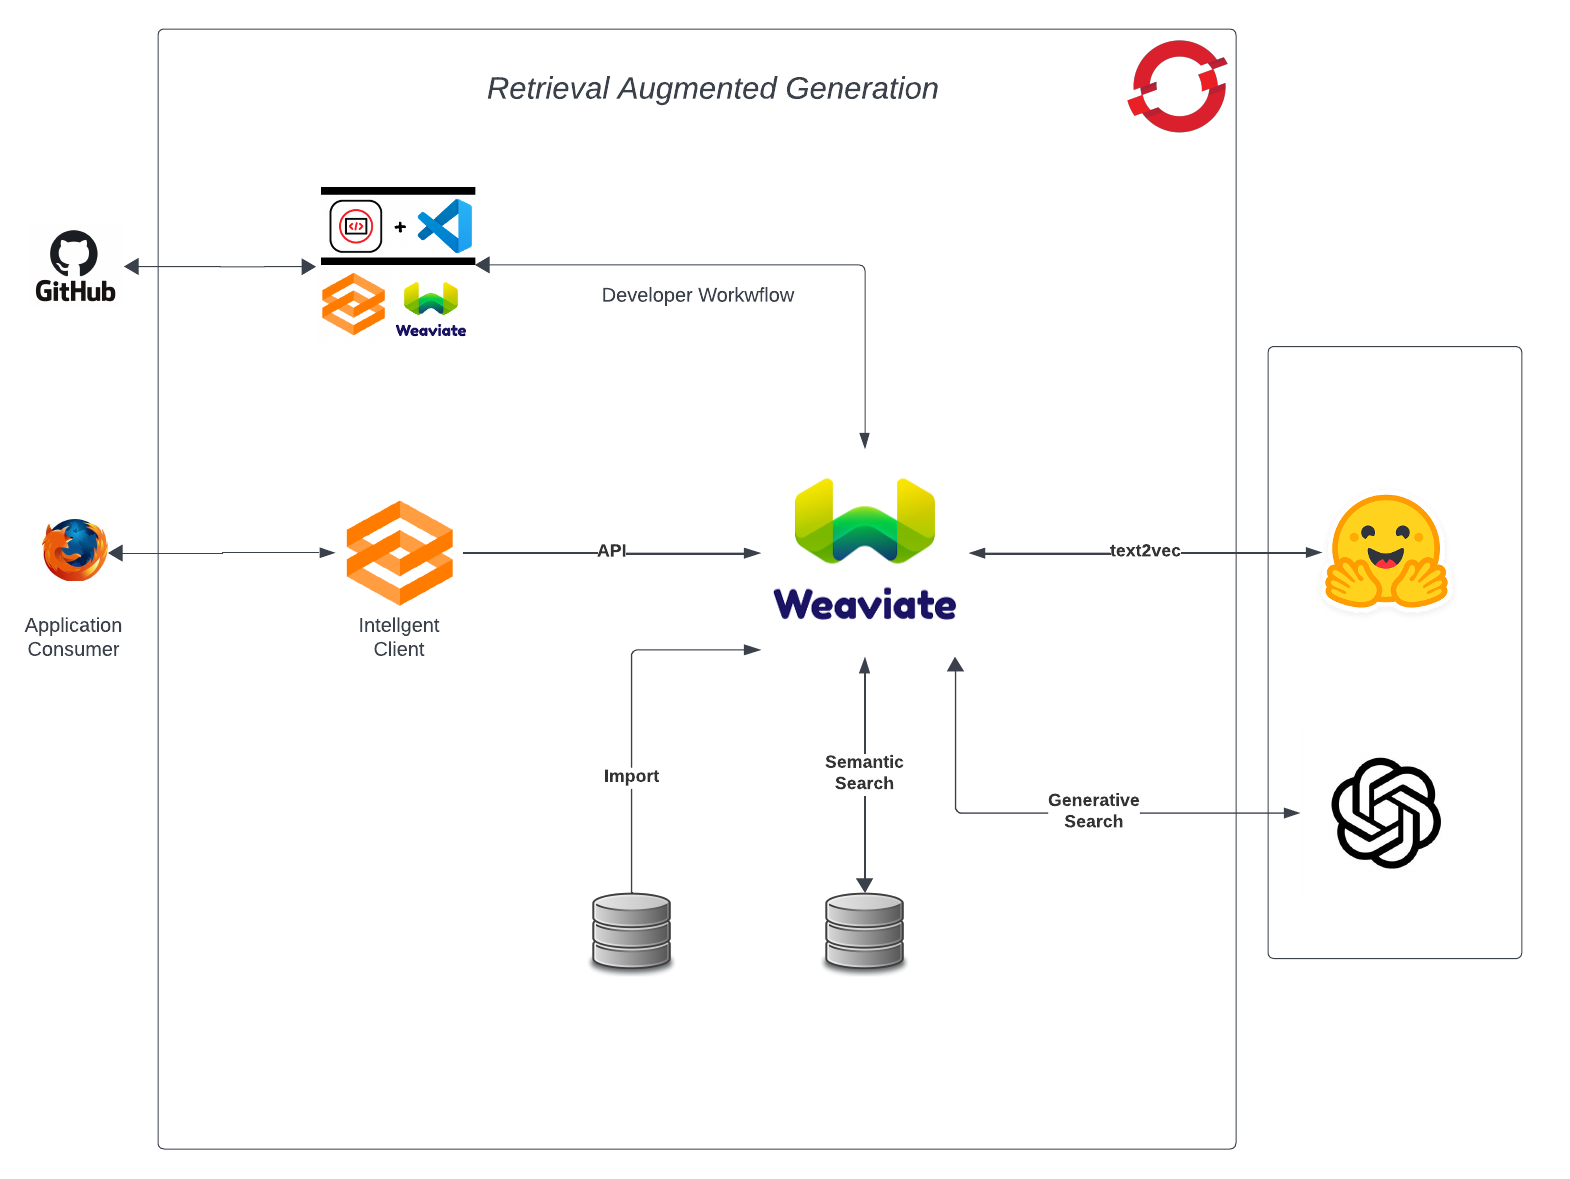 Retrieval Augmented Generation
</>
+
GitHub
Weaviate
Developer Workwflow
Application
Consumer
Intellgent
Client
API
Weaviate
text2vec
Import
Semantic
Search
Generative
Search